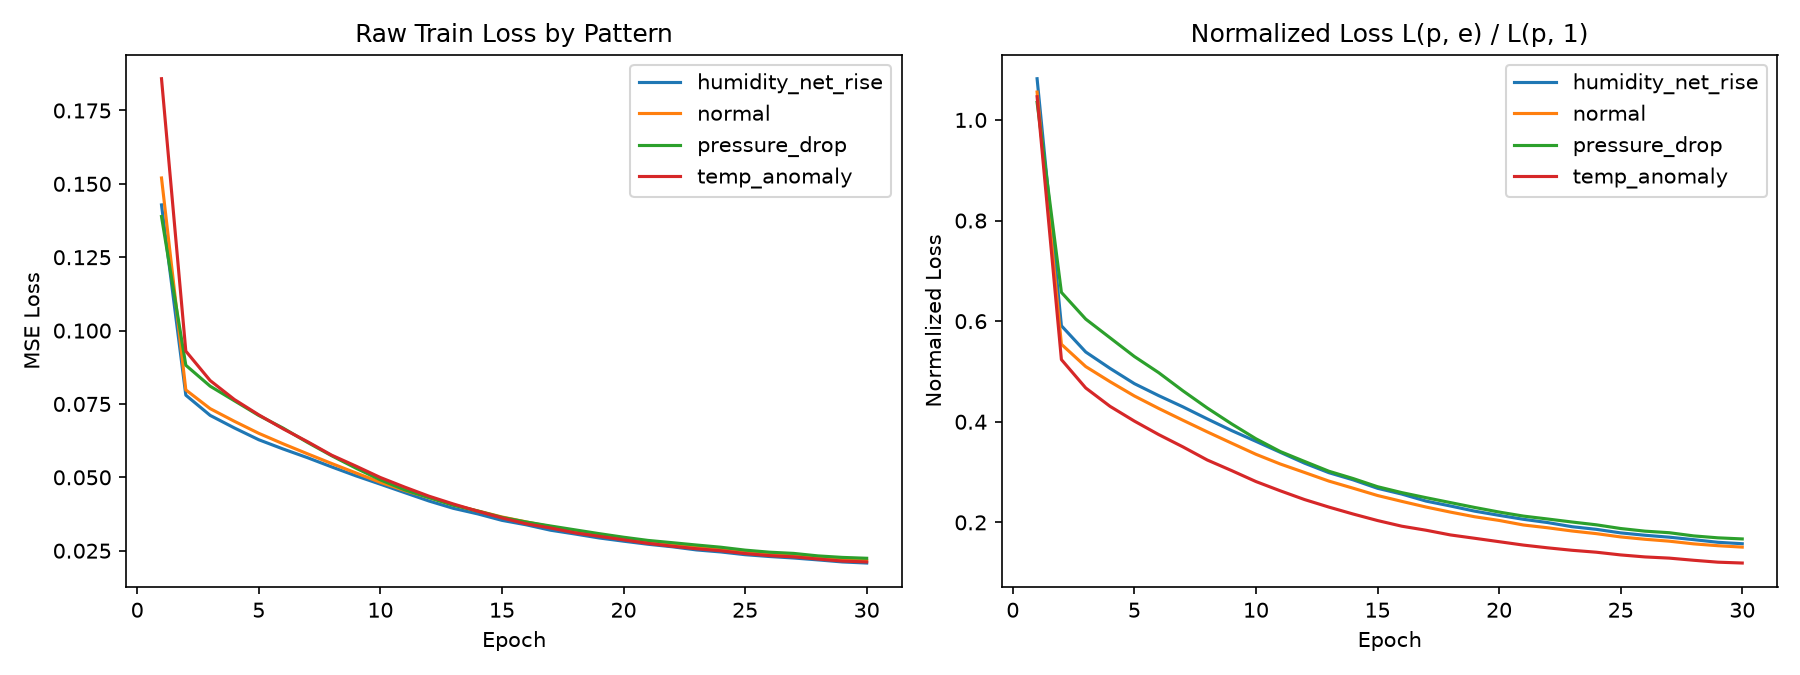 Raw Train Loss by Pattern
MSE Loss
0.175
0.150
0.125
0.100
0.075
0.050
0.025
0 5 10 15 20 25 30
Epoch
humidity_net_rise
normal
pressure_drop
temp_anomaly
Normalized Loss L(p, e) / L(p, 1)
Normalized Loss
1.0
0.8
0.6
0.4
0.2
0 5 10 15 20 25 30
Epoch
humidity_net_rise
normal
pressure_drop
temp_anomaly